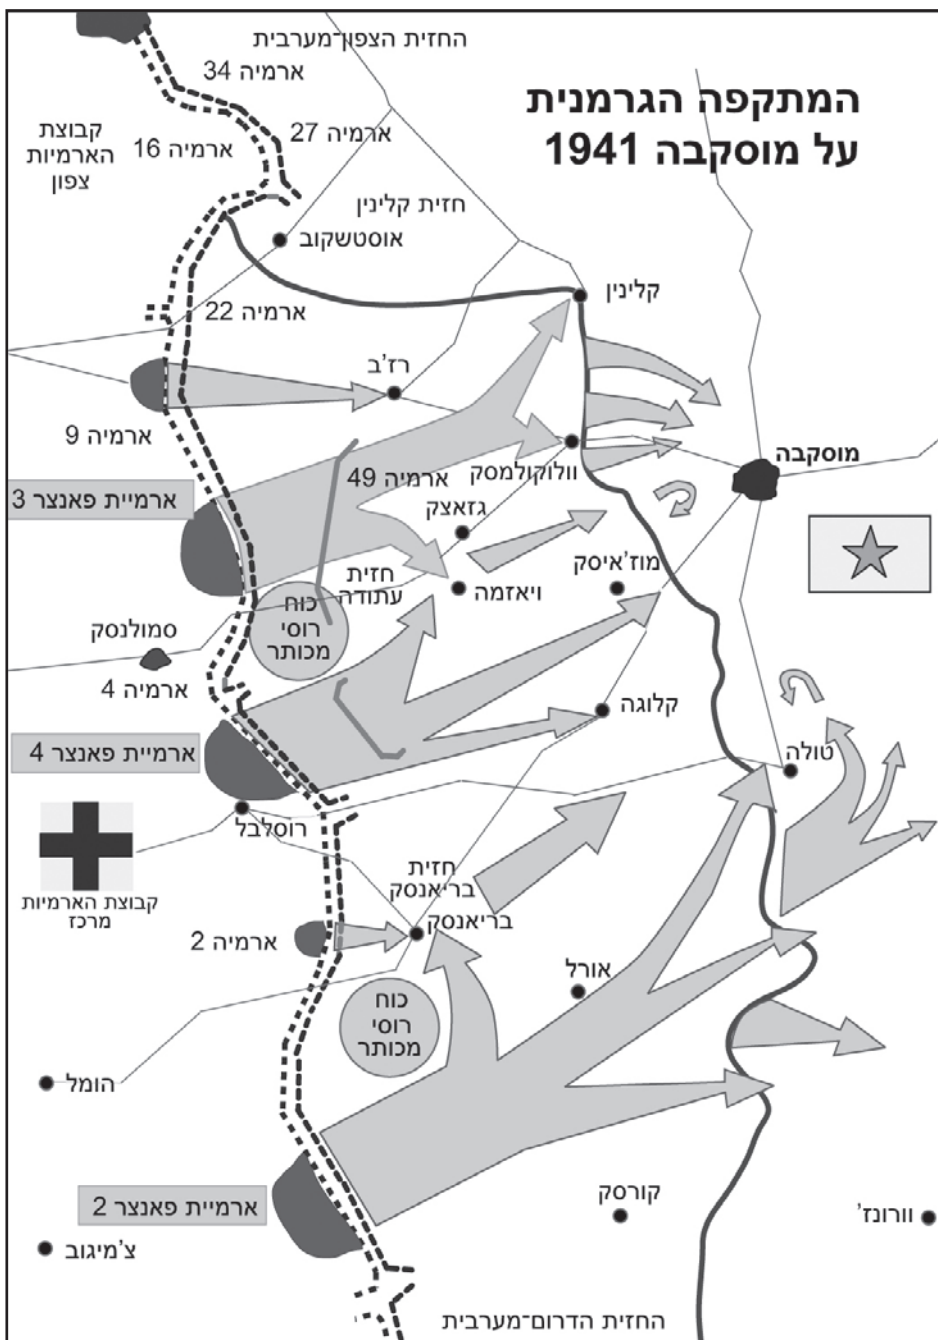 המתקפה הגרמנית
על מוסקבה 1941
החזית הצפון־מערבית
ארמיה 34
ארמיה 27
קבוצת
הארמיות
צפון
ארמיה 16
חזית קלינין
אוסטשקוב
קלינין
ארמיה 22
רז'ב
ארמיה 9
מוסקבה
וולוקולמסק
ארמיה 49
ארמיית פאנצר 3
גזאצק
מוז'איסק
חזית
עתודה
ויאזמה
כוח
רוסי
מכותר
סמולנסק
ארמיה 4
קלוגה
טולה
ארמיית פאנצר 4
רוסלבל
קבוצת הארמיות
מרכז
חזית
בריאנסק
בריאנסק
ארמיה 2
אורל
כוח
רוסי
מכותר
הומל
ארמיית פאנצר 2
קורסק
וורונז'
צ'מיגוב
החזית הדרום־מערבית